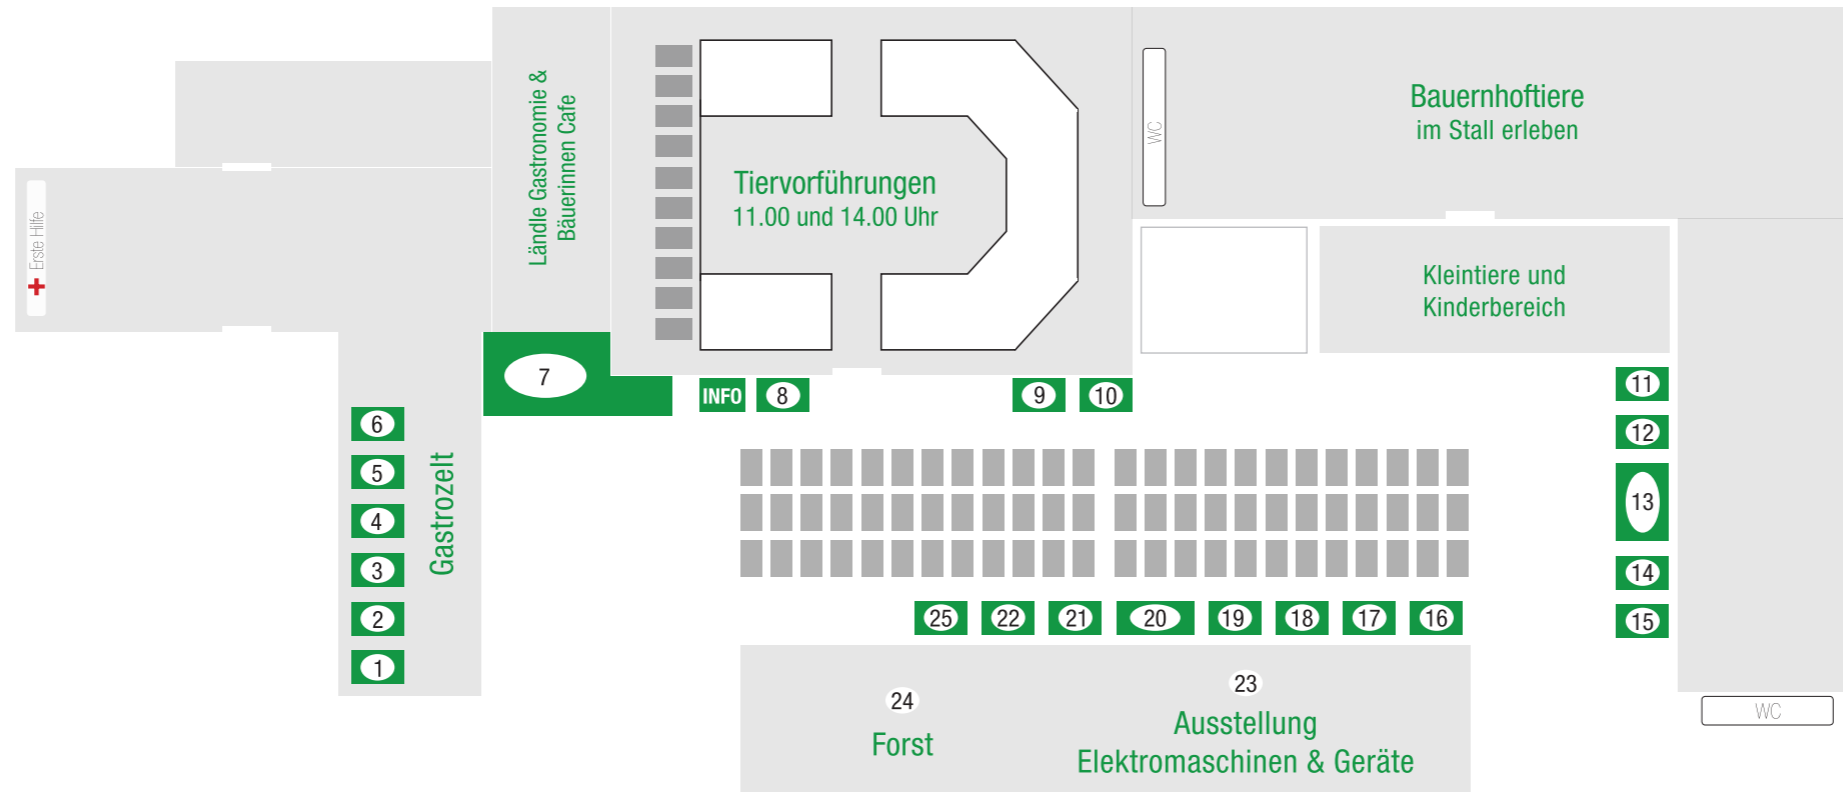 Ländle Gastronomie &
Bäuerinnen Cafe
WC
Bauernhoftiere
im Stall erleben
Tiervorführungen
11.00 und 14.00 Uhr
Erste Hilfe
Kleintiere und
Kinderbereich
7
INFO
8
9
10
11
12
13
14
15
6
5
4
3
2
1
Gastrozelt
25
22
21
20
19
18
17
16
24
Forst
23
Ausstellung
Elektromaschinen & Geräte
WC